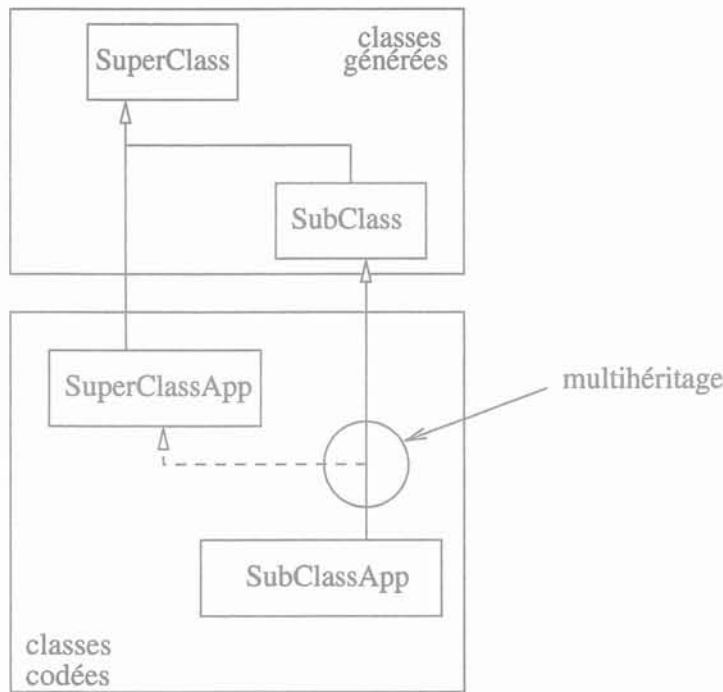 SuperClass
classes
générées
SubClass
SuperClassApp
multihéritage
SubClassApp
classes
codées